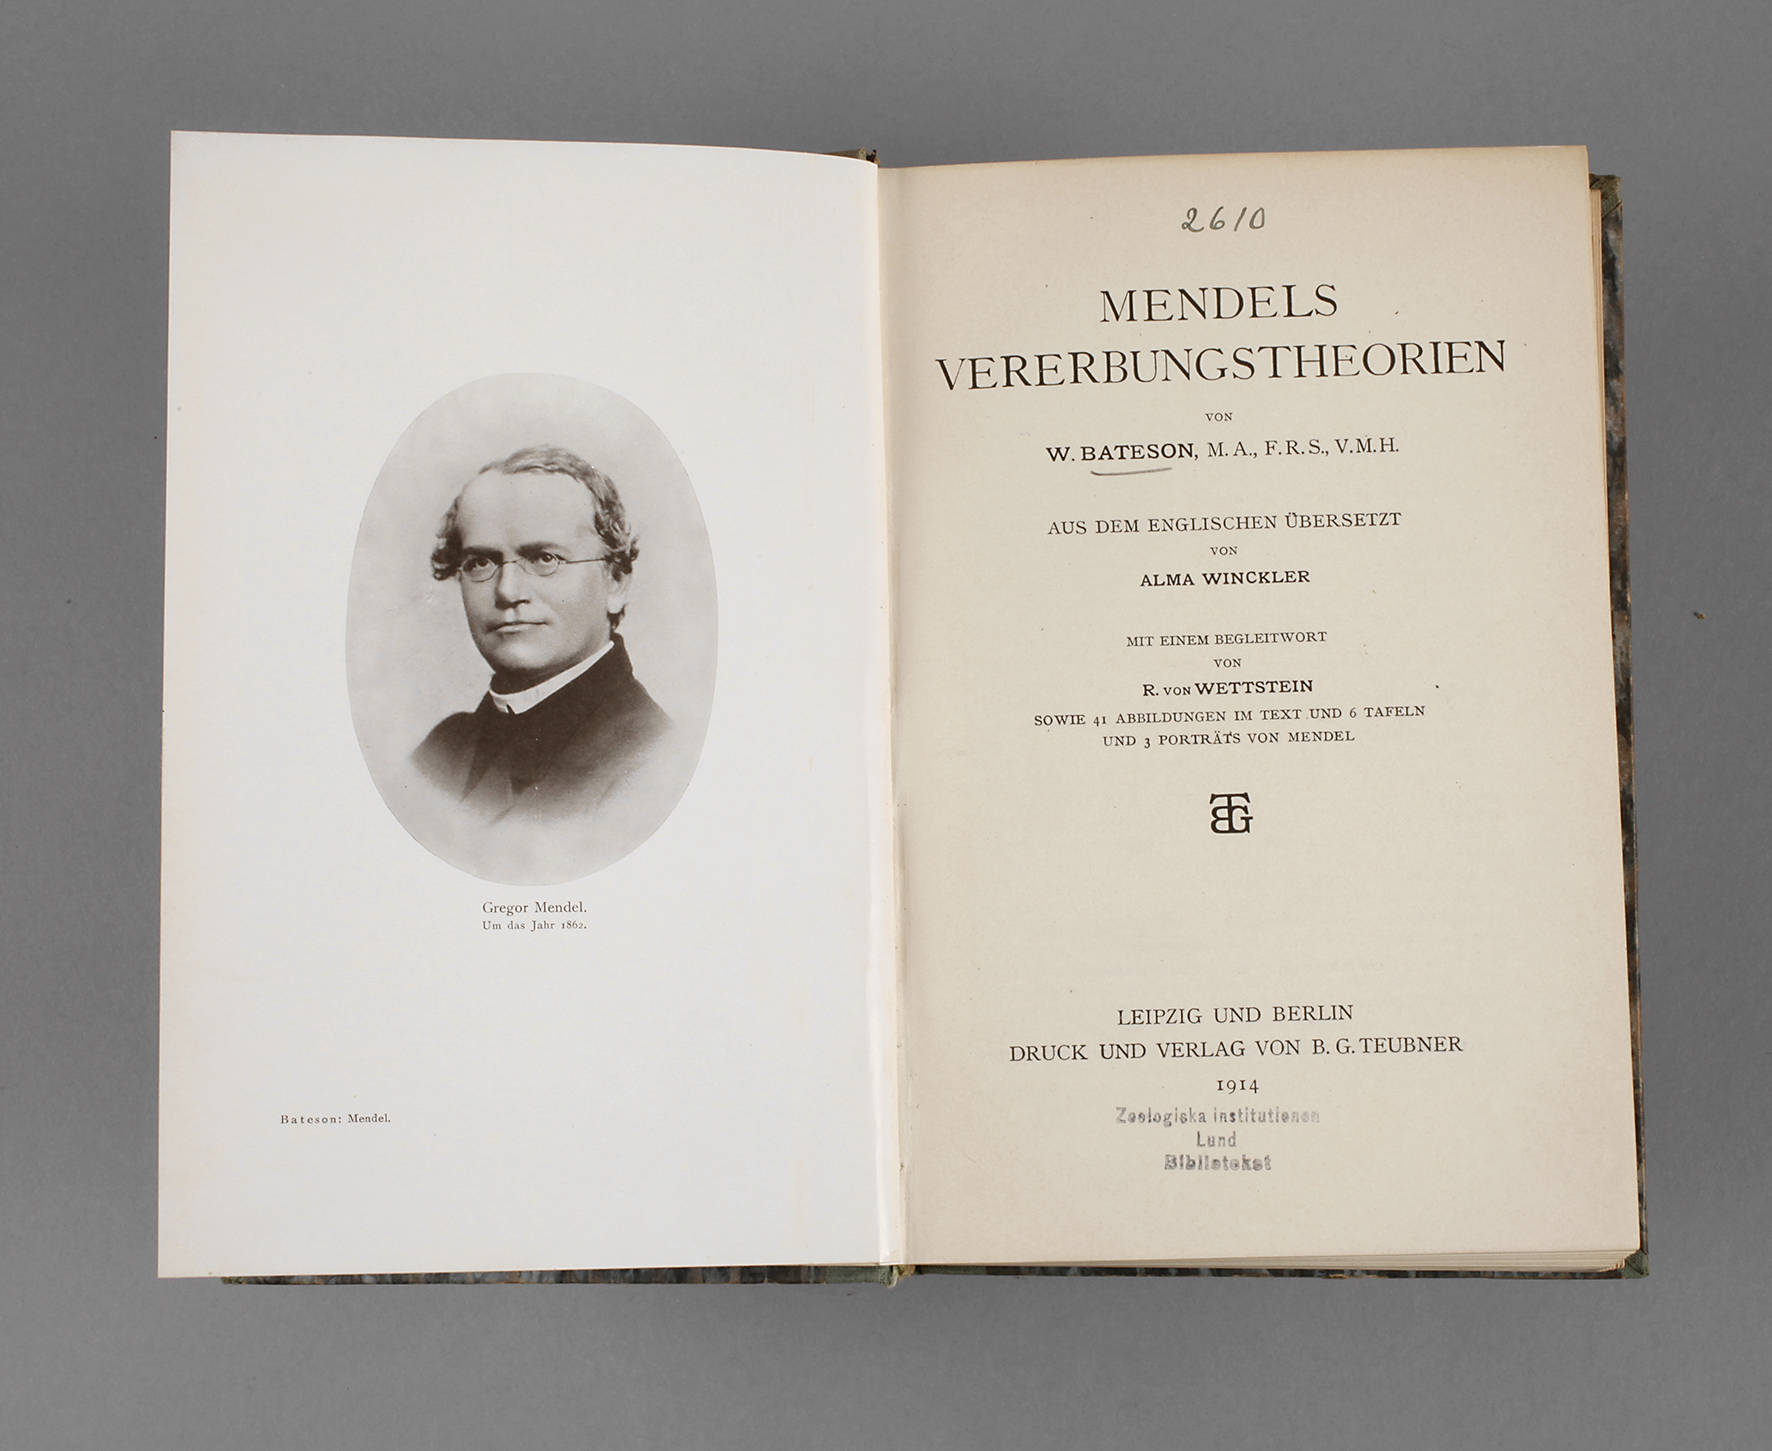 Gregor Mendel.
Um das Jahr 1862.
Bateson: Mendel.
2610
MENDELS
VERERBUNGSTHEORIEN
VON
W. BATESON, M. A., F. R. S., V. M. H.
AUS DEM ENGLISCHEN ÜBERSETZT
VON
ALMA WINCKLER
MIT EINEM BEGLEITWORT
VON
R. VON WETTSTEIN
SOWIE 41 ABBILDUNGEN IM TEXT UND 6 TAFELN
UND 3 PORTRÄTS VON MENDEL
BTG
LEIPZIG UND BERLIN
DRUCK UND VERLAG VON B. G. TEUBNER
1914
Zoologiska institutionen
Lund
Biblioteket